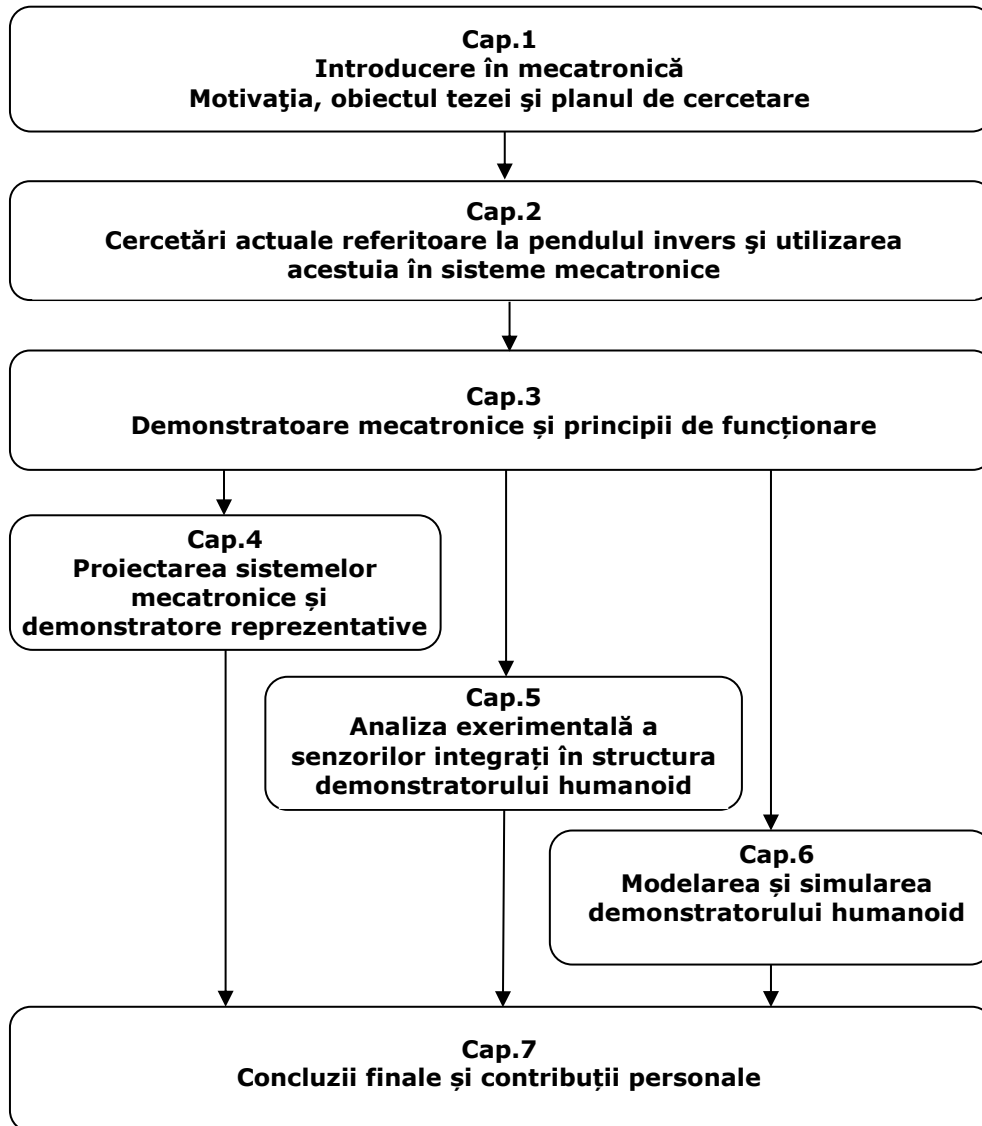 Cap.1
Introducere în mecatronică
Motivaţia, obiectul tezei şi planul de cercetare
Cap.2
Cercetări actuale referitoare la pendulul invers şi utilizarea
acestuia în sisteme mecatronice
Cap.3
Demonstratoare mecatronice și principii de funcționare
Cap.4
Proiectarea sistemelor
mecatronice și
demonstratore reprezentative
Cap.5
Analiza exerimentală a
senzorilor integrați în structura
demonstratorului humanoid
Cap.6
Modelarea și simularea
demonstratorului humanoid
Cap.7
Concluzii finale și contribuții personale